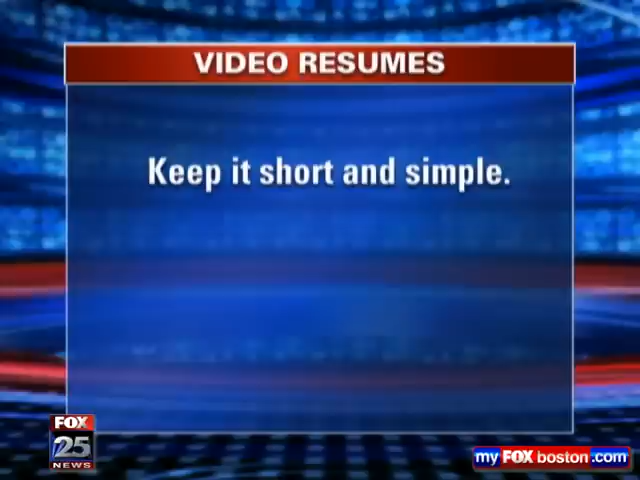 VIDEO RESUMES
Keep it short and simple.
FOX
25
NEWS
myFOXboston.com